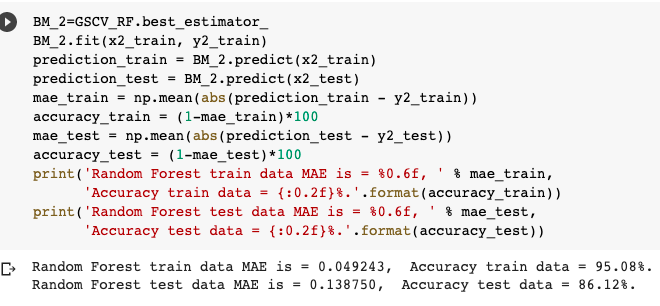 BM_2=GSCV_RF.best_estimator_
BM_2.fit(x2_train, y2_train)
prediction_train = BM_2.predict(x2_train)
prediction_test = BM_2.predict(x2_test)
mae_train = np.mean(abs(prediction_train - y2_train))
accuracy_train = (1-mae_train)*100
mae_test = np.mean(abs(prediction_test - y2_test))
accuracy_test = (1-mae_test)*100
print('Random Forest train data MAE is = %0.6f, ' % mae_train,
      'Accuracy train data = {:0.2f}%.'.format(accuracy_train))
print('Random Forest test data MAE is = %0.6f, ' % mae_test,
      'Accuracy test data = {:0.2f}%.'.format(accuracy_test))
Random Forest train data MAE is = 0.049243,  Accuracy train data = 95.08%.
Random Forest test data MAE is = 0.138750,  Accuracy test data = 86.12%.